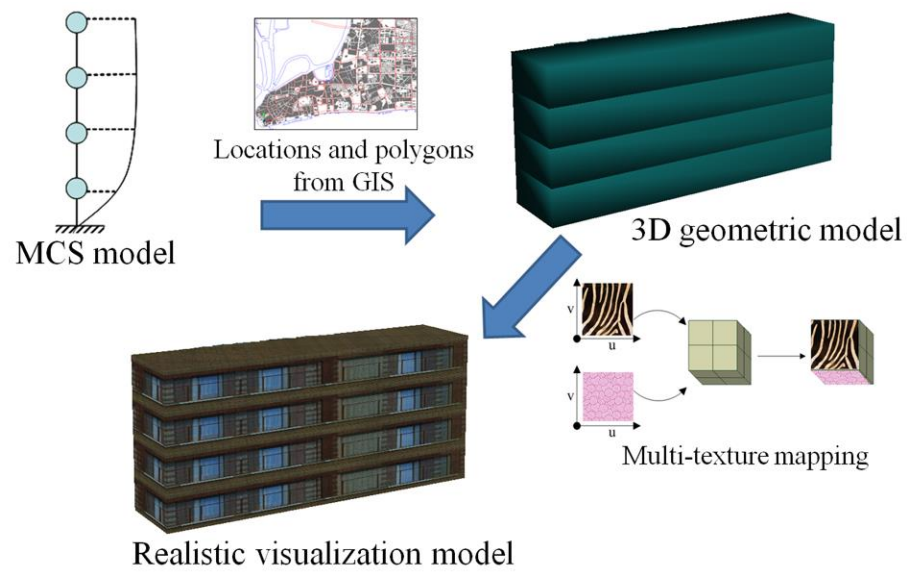 Locations and polygons
from GIS
MCS model
3D geometric model
v
u
v
u
Multi-texture mapping
Realistic visualization model